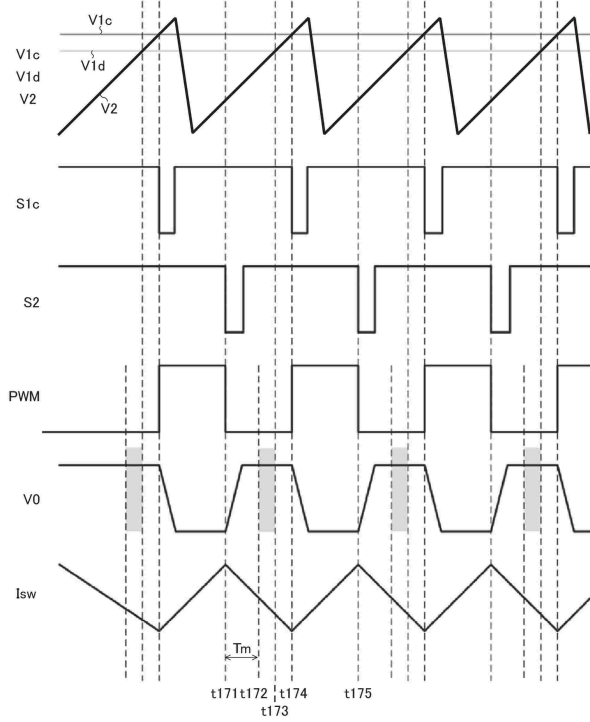 V1c
V1c
V1d
V1d
V2
V2
S1c
S2
PWM
V0
Isw
Tm
t171 t172 t174 t175
t173